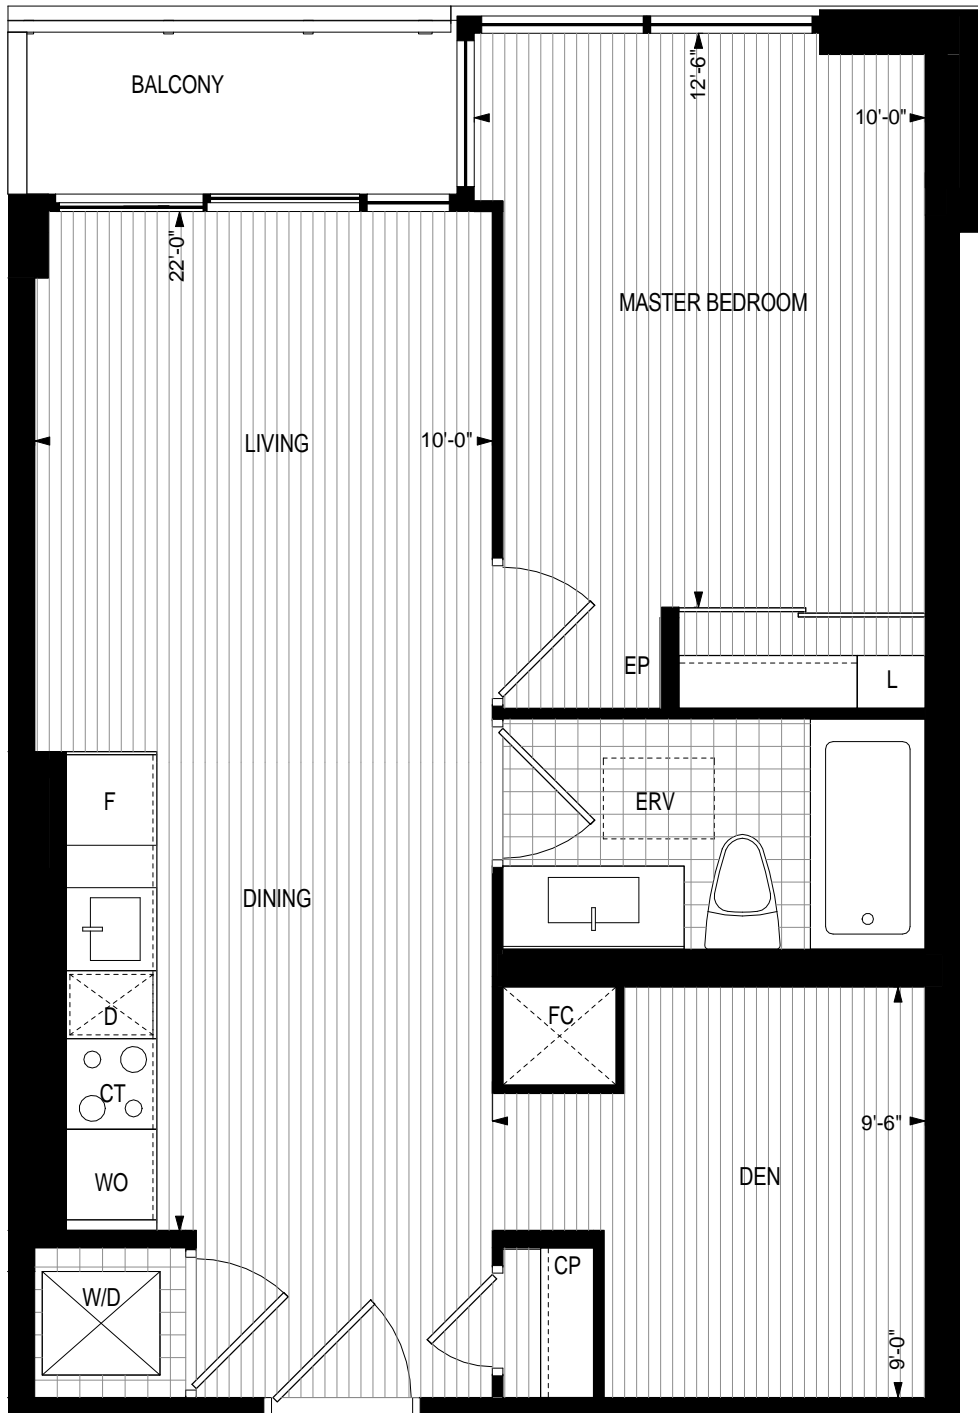 BALCONY
12'-6"
10'-0"
22'-0"
MASTER BEDROOM
LIVING
10'-0"
EP
L
F
ERV
DINING
D
FC
CT
9'-6"
WO
DEN
CP
W/D
9'-0"